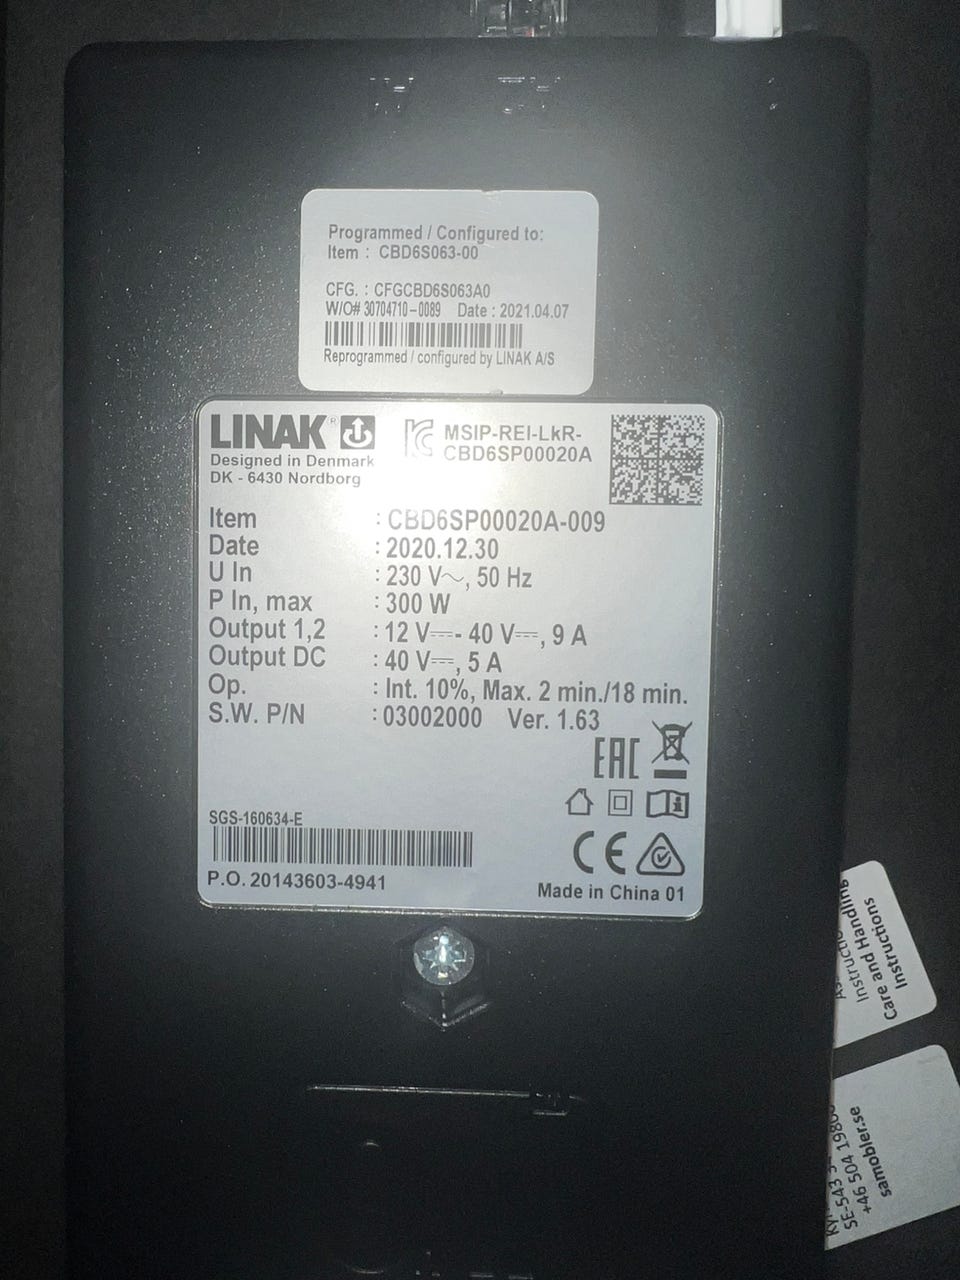 Programmed / Configured to:
Item : CBD6S063-00
CFG. : CFGCBD6S063A0
W/O# 30704710-0089 Date : 2021.04.07
Reprogrammed / configured by LINAK A/S
LINAK®
Designed in Denmark
DK - 6430 Nordborg
MSIP-REI-LkR-
CBD6SP00020A
Item : CBD6SP00020A-009
Date : 2020.12.30
U In : 230 V~, 50 Hz
P In, max : 300 W
Output 1,2 : 12 V⎓- 40 V⎓, 9 A
Output DC : 40 V⎓, 5 A
Op. : Int. 10%, Max. 2 min./18 min.
S.W. P/N : 03002000 Ver. 1.63
EAC
SGS-160634-E
CE
P.O. 20143603-4941
Made in China 01
Care and Handling
Instructions
+46 504 19800
samobler.se